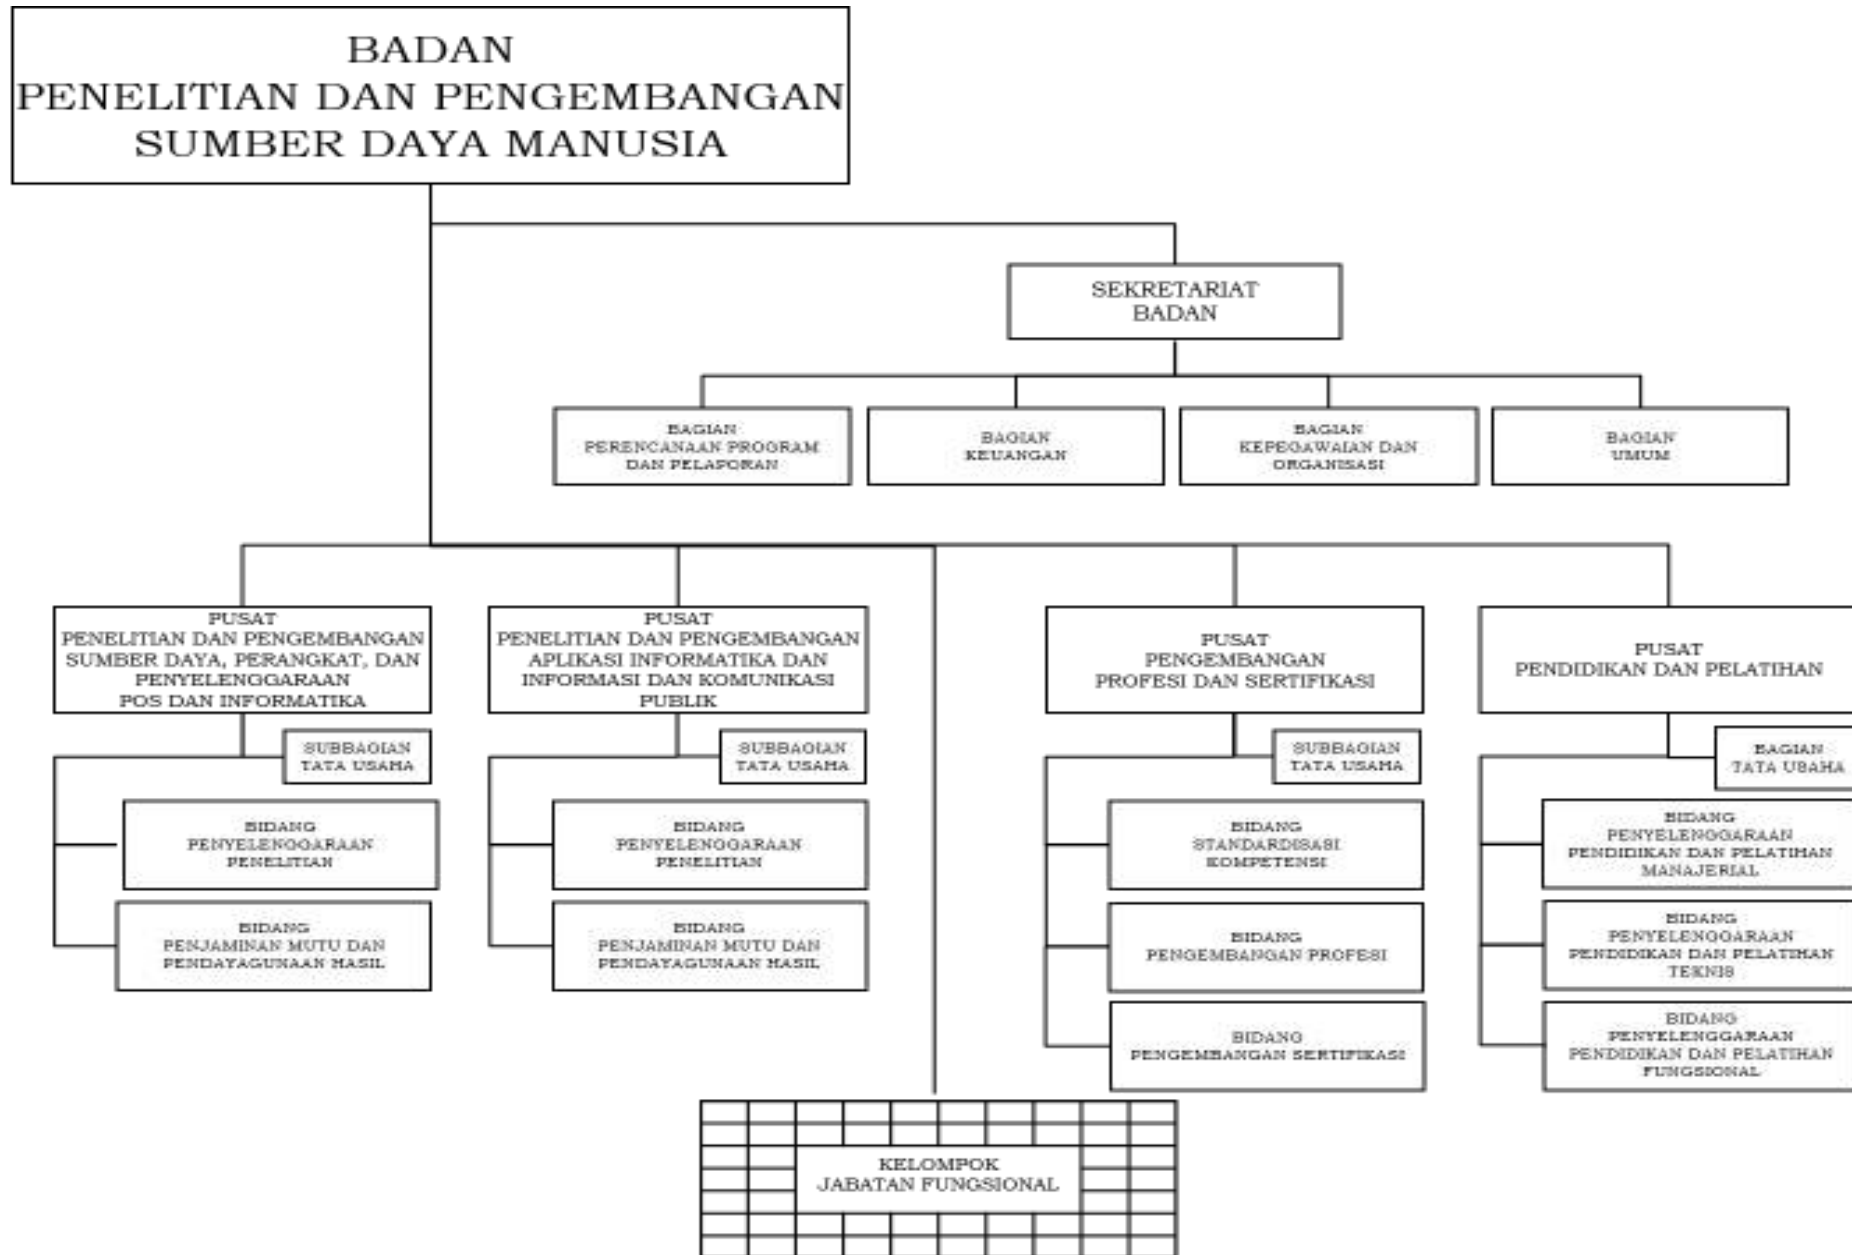 BADAN
PENELITIAN DAN PENGEMBANGAN
SUMBER DAYA MANUSIA
SEKRETARIAT
BADAN
BAGIAN
PERENCANAAN PROGRAM
DAN PELAPORAN
BAGIAN
KEUANGAN
BAGIAN
KEPEGAWAIAN DAN
ORGANISASI
BAGIAN
UMUM
PUSAT
PENELITIAN DAN PENGEMBANGAN
SUMBER DAYA, PERANGKAT, DAN
PENYELENGGARAAN
POS DAN INFORMATIKA
PUSAT
PENELITIAN DAN PENGEMBANGAN
APLIKASI INFORMATIKA DAN
INFORMASI DAN KOMUNIKASI
PUBLIK
PUSAT
PENGEMBANGAN
PROFESI DAN SERTIFIKASI
PUSAT
PENDIDIKAN DAN PELATIHAN
SUBBAGIAN
TATA USAHA
SUBBAGIAN
TATA USAHA
SUBBAGIAN
TATA USAHA
BAGIAN
TATA USAHA
BIDANG
PENYELENGGARAAN
PENELITIAN
BIDANG
PENYELENGGARAAN
PENELITIAN
BIDANG
STANDARDISASI
KOMPETENSI
BIDANG
PENYELENGGARAAN
PENDIDIKAN DAN PELATIHAN
MANAJERIAL
BIDANG
PENJAMINAN MUTU DAN
PENDAYAGUNAAN HASIL
BIDANG
PENJAMINAN MUTU DAN
PENDAYAGUNAAN HASIL
BIDANG
PENGEMBANGAN PROFESI
BIDANG
PENYELENGGARAAN
PENDIDIKAN DAN PELATIHAN
TEKNIS
BIDANG
PENGEMBANGAN SERTIFIKASI
BIDANG
PENYELENGGARAAN
PENDIDIKAN DAN PELATIHAN
FUNGSIONAL
KELOMPOK
JABATAN FUNGSIONAL